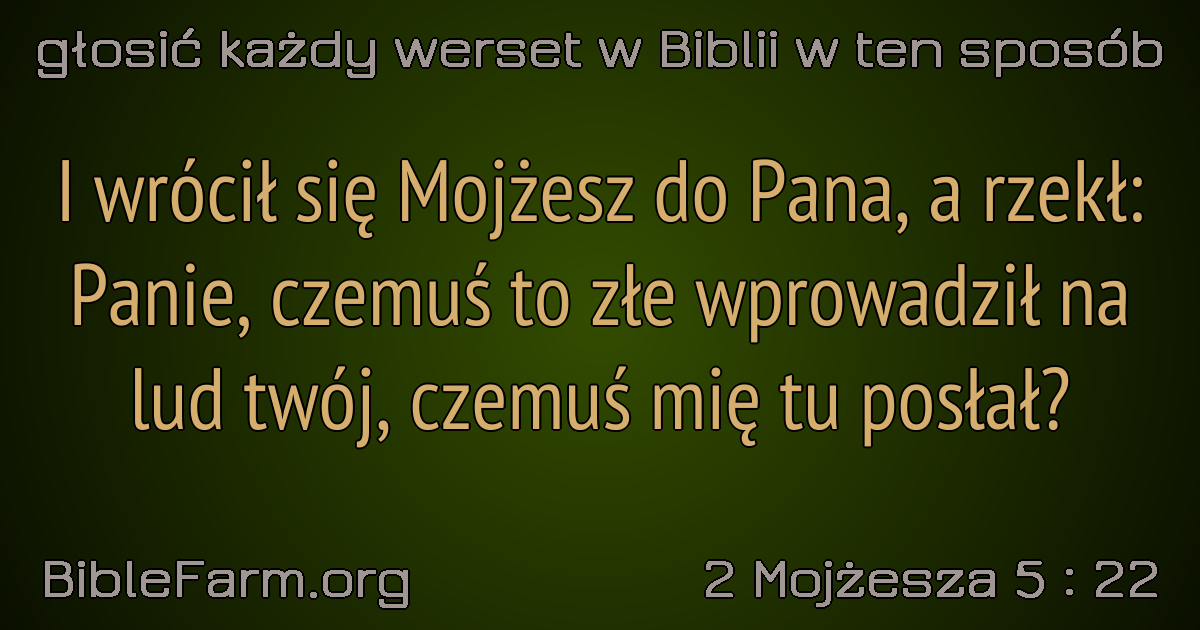 głosić każdy werset w Biblii w ten sposób
I wrócił się Mojżesz do Pana, a rzekł:
Panie, czemuś to złe wprowadził na
lud twój, czemuś mię tu posłał?
BibleFarm.org
2 Mojżesza 5 : 22